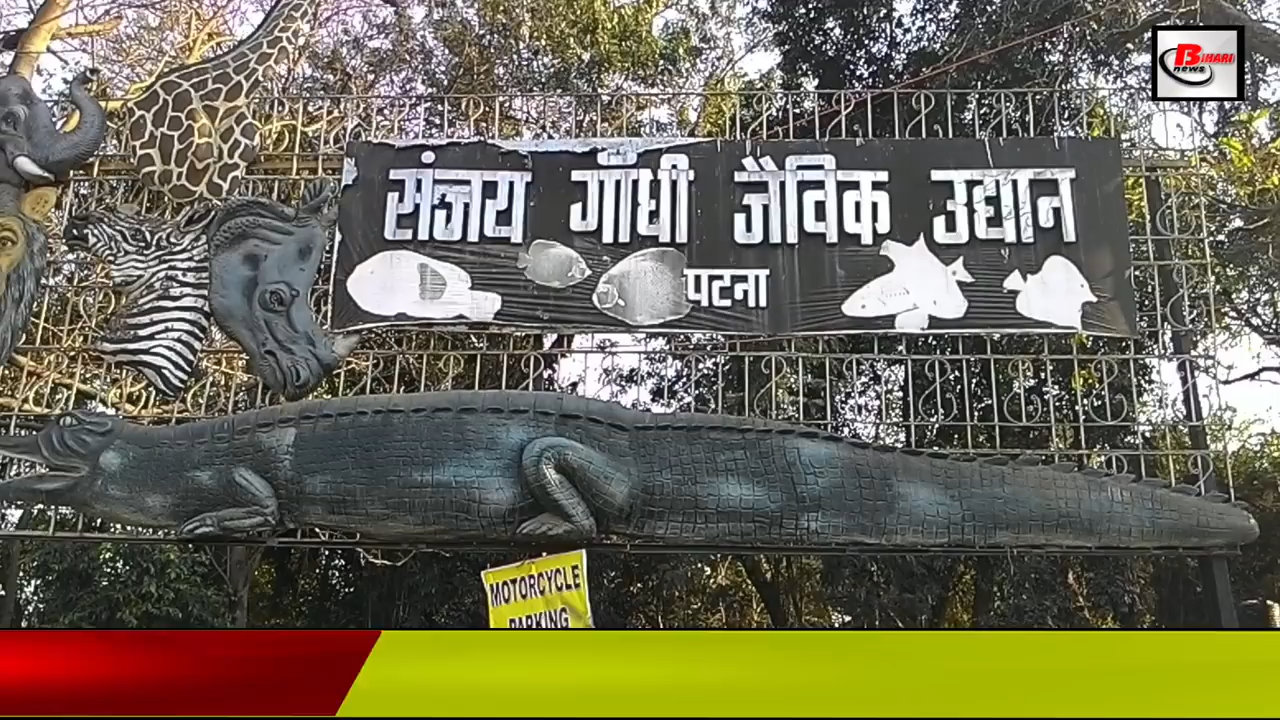 BIHARI
news
संजय गाँधी जैविक उद्यान
पटना
MOTORCYCLE
PARKING